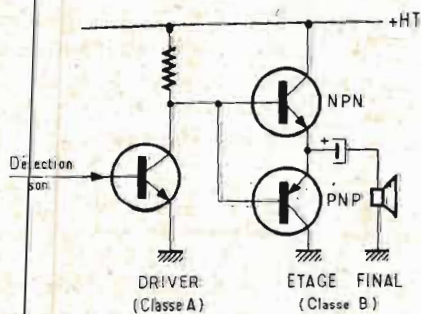 +HT
NPN
Détection
son
+
PNP
DRIVER
(Classe A)
ETAGE FINAL
(Classe B)